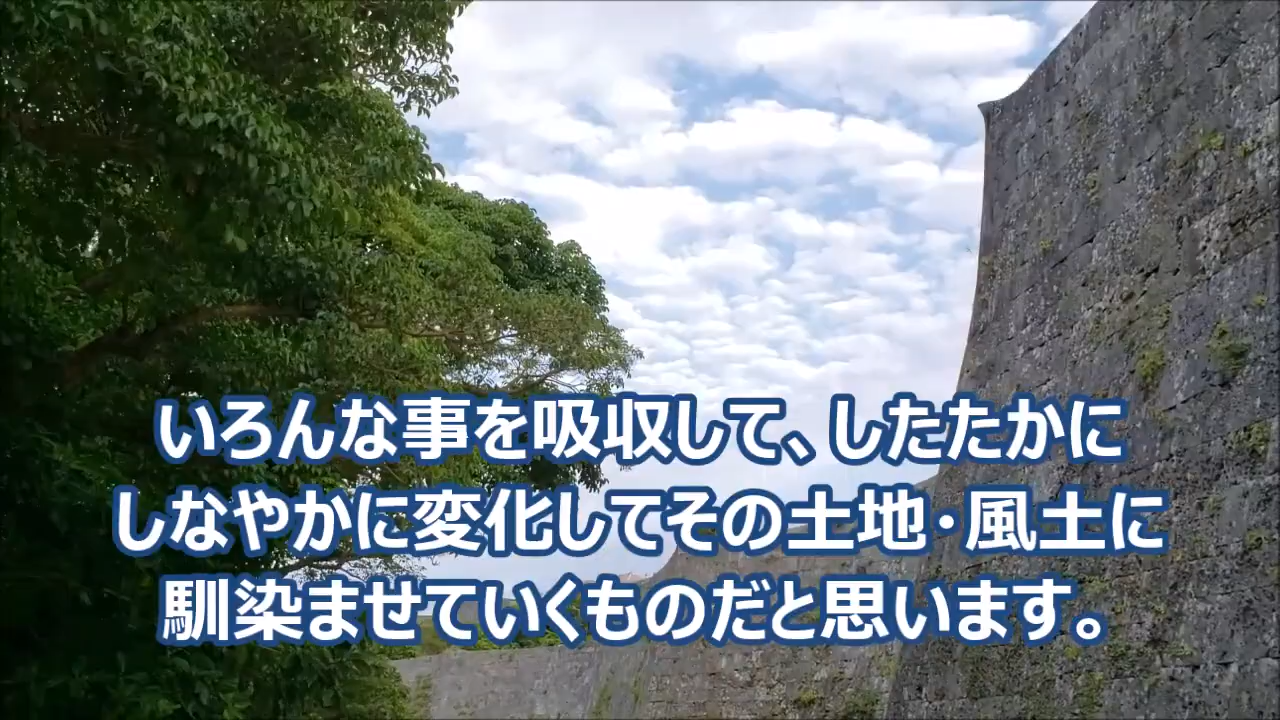 いろんな事を吸収して、したたかに
しなやかに変化してその土地・風土に
馴染ませていくものだと思います。